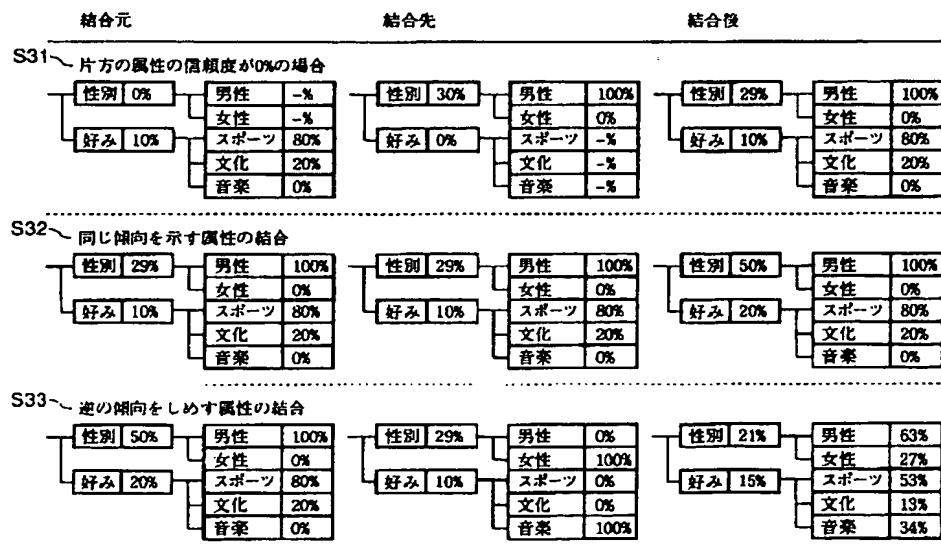 結合元 結合先 結合後
S31 片方の属性の信頼度が0%の場合
性別 0% 男性 -% 性別 30% 男性 100% 性別 29% 男性 100%
女性 -% 女性 0% 女性 0%
好み 10% スポーツ 80% 好み 0% スポーツ -% 好み 10% スポーツ 80%
文化 20% 文化 -% 文化 20%
音楽 0% 音楽 -% 音楽 0%
S32 同じ傾向を示す属性の結合
性別 29% 男性 100% 性別 29% 男性 100% 性別 50% 男性 100%
女性 0% 女性 0% 女性 0%
好み 10% スポーツ 80% 好み 10% スポーツ 80% 好み 20% スポーツ 80%
文化 20% 文化 20% 文化 20%
音楽 0% 音楽 0% 音楽 0%
S33 逆の傾向をしめす属性の結合
性別 50% 男性 100% 性別 29% 男性 0% 性別 21% 男性 63%
女性 0% 女性 100% 女性 27%
好み 20% スポーツ 80% 好み 10% スポーツ 0% 好み 15% スポーツ 53%
文化 20% 文化 0% 文化 13%
音楽 0% 音楽 100% 音楽 34%